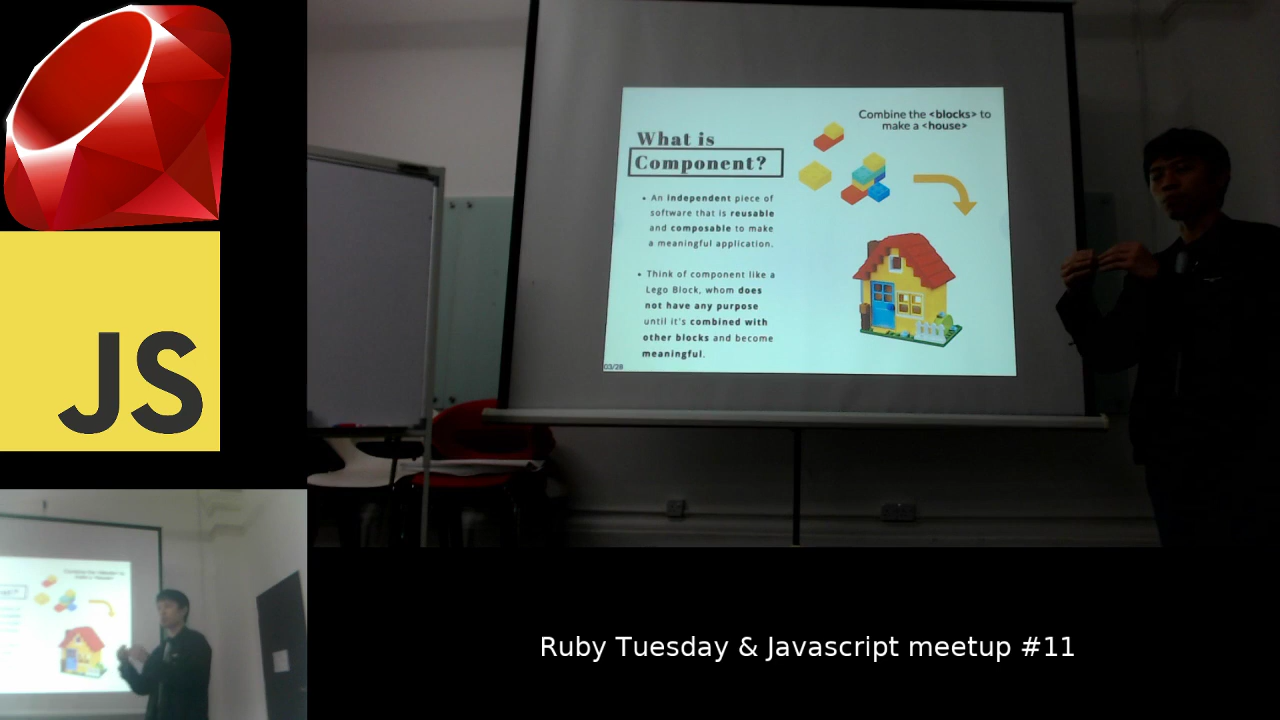 JS
What is
Component?
• An independent piece of
software that is reusable
and composable to make
a meaningful application.
• Think of component like a
Lego Block, whom does
not have any purpose
until it's combined with
other blocks and become
meaningful.
03/28
Combine the <blocks> to
make a <house>
Ruby Tuesday & Javascript meetup #11